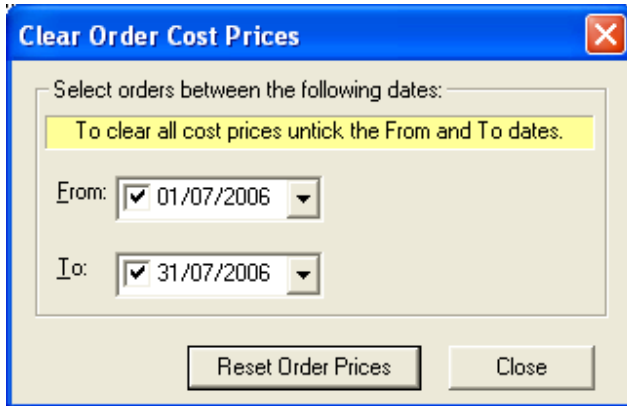 Clear Order Cost Prices
Select orders between the following dates:
To clear all cost prices untick the From and To dates.
From: 01/07/2006
To: 31/07/2006
Reset Order Prices Close